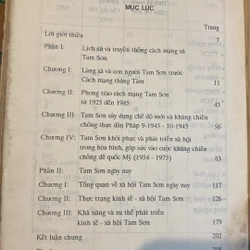 MỤC LỤC
Trang
Lời giới thiệu 7
Phần I: Lịch sử và truyền thống cách mạng xã
Tam Sơn
Chương I: Làng xã và con người Tam Sơn trước
Cách mạng tháng Tám 11
Chương II: Phong trào cách mạng Tam Sơn
từ 1925 đến 1945 45
Chương III: Tam Sơn xây dựng chế độ mới và kháng chiến
chống thực dân Pháp 9-1945 - 10-1954 56
Chương IV: Tam Sơn khôi phục và phát triển xã hội
trong hòa bình, góp sức vào cuộc kháng chiến
chống đế quốc Mỹ (1954 - 1975) 83
Phần II: Tam Sơn ngày nay
Chương I: Tổng quan về xã hội Tam Sơn ngày nay 117
Chương II: Thực trạng kinh tế - xã hội Tam Sơn 126
Chương III: Khả năng và xu thế phát triển
kinh tế - xã hội Tam Sơn 179
Kết luận chung 202
208